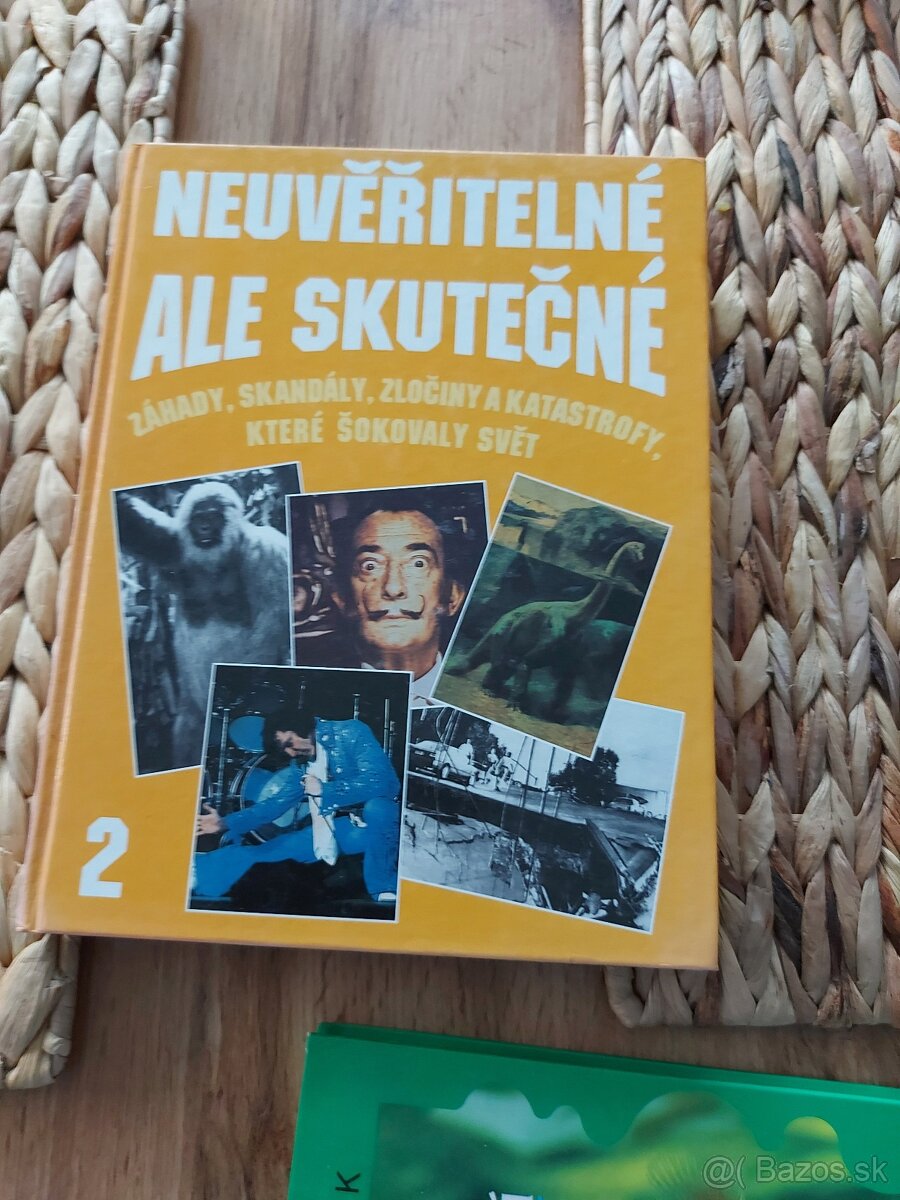 NEUVĚŘITELNÉ
ALE SKUTEČNÉ
ZÁHADY, SKANDÁLY, ZLOČINY A KATASTROFY,
KTERÉ ŠOKOVALY SVĚT
2
K
@( Bazos.sk